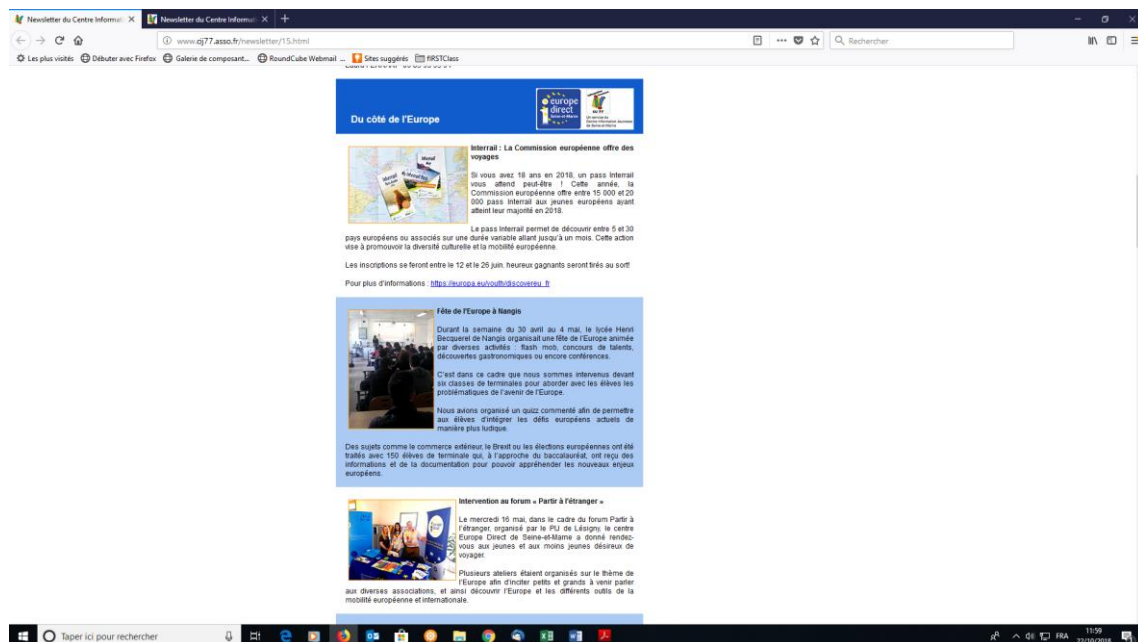 Newsletter du Centre Informati
Newsletter du Centre Informati
www.cij77.asso.fr/newsletter/15.html
Rechercher
Les plus visités
Débuter avec Firefox
Galerie de composant...
RoundCube Webmail ...
Sites suggérés
fIRSTClass
Du côté de l'Europe
europe
direct
Seine-et-Marne
Interrail : La Commission européenne offre des
voyages
Si vous avez 18 ans en 2018, un pass Interrail
vous attend peut-être ! Cette année, la
Commission européenne offre entre 15 000 et 20
000 pass Interrail aux jeunes européens ayant
atteint leur majorité en 2018.
Le pass Interrail permet de découvrir entre 5 et 30
pays européens ou associés sur une durée variable allant jusqu'à un mois. Cette action
vise à promouvoir la diversité culturelle et la mobilité européenne.
Les inscriptions se feront entre le 12 et le 26 juin. heureux gagnants seront tirés au sort!
Pour plus d'informations : https://europa.eu/youth/discovereu_fr
Fête de l'Europe à Nangis
Durant la semaine du 30 avril au 4 mai, le lycée Henri
Becquerel de Nangis organisait une fête de l'Europe animée
par diverses activités : flash mob, concours de talents,
découvertes gastronomiques ou encore conférences.
C'est dans ce cadre que nous sommes intervenus devant
six classes de terminales pour aborder avec les élèves les
problématiques de l'avenir de l'Europe.
Nous avions organisé un quizz commenté afin de permettre
aux élèves d'intégrer les défis européens actuels de
manière plus ludique.
Des sujets comme le commerce extérieur, le Brexit ou les élections européennes ont été
traités avec 150 élèves de terminale qui, à l'approche du baccalauréat, ont reçu des
informations et de la documentation pour pouvoir appréhender les nouveaux enjeux
européens.
Intervention au forum « Partir à l'étranger »
Le mercredi 16 mai, dans le cadre du forum Partir à
l'étranger, organisé par le PIJ de Lésigny, le centre
Europe Direct de Seine-et-Marne a donné rendez-
vous aux jeunes et aux moins jeunes désireux de
voyager.
Plusieurs ateliers étaient organisés sur le thème de
l'Europe afin d'inciter petits et grands à venir parler
aux diverses associations, et ainsi découvrir l'Europe et les différents outils de la
mobilité européenne et internationale.
Taper ici pour rechercher
FRA
11:59
22/10/2018